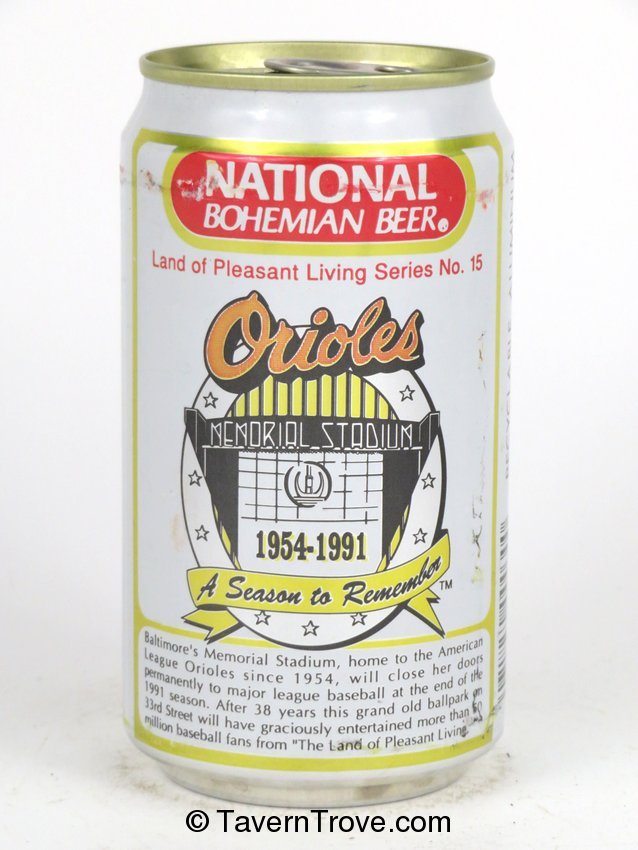 NATIONAL
BOHEMIAN BEER®
Land of Pleasant Living Series No. 15
Orioles
MEMORIAL STADIUM
1954-1991
A Season to Remember
TM
Baltimore's Memorial Stadium, home to the American
League Orioles since 1954, will close her doors
permanently to major league baseball at the end of the
1991 season. After 38 years this grand old ballpark on
33rd Street will have graciously entertained more than 50
million baseball fans from "The Land of Pleasant Living
RECYCLABLE ALUMINUM
© TavernTrove.com